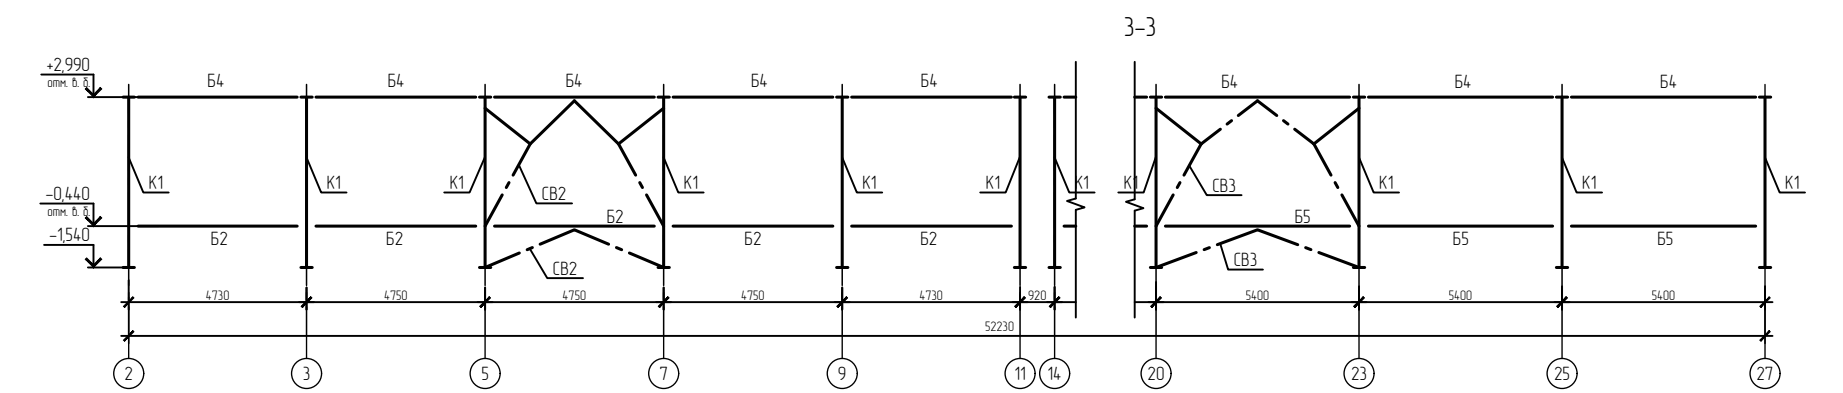 3–3
+2,990
отм. в. б.
Б4 Б4 Б4 Б4 Б4 Б4 Б4 Б4
К1 К1 К1 К1 К1 К1 К1 К1 К1 К1 К1
СВ2 СВ3
–0,440
отм. в. б.
Б2 Б5
–1,540
Б2 Б2 Б2 Б2 Б5 Б5
СВ2 СВ3
4730 4750 4750 4750 4730 920 5400 5400 5400
52230
2 3 5 7 9 11 14 20 23 25 27